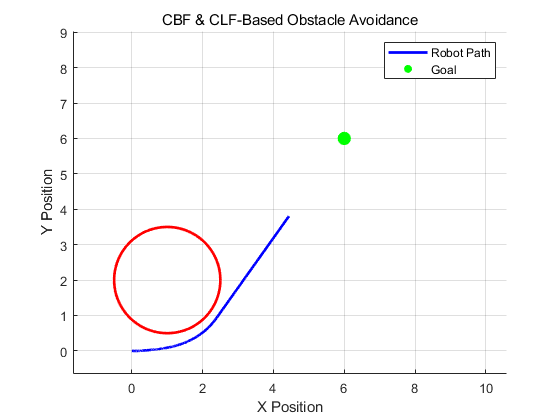 CBF & CLF-Based Obstacle Avoidance
Robot Path
Goal
9
8
7
6
5
4
3
2
1
0
Y Position
0 2 4 6 8 10
X Position